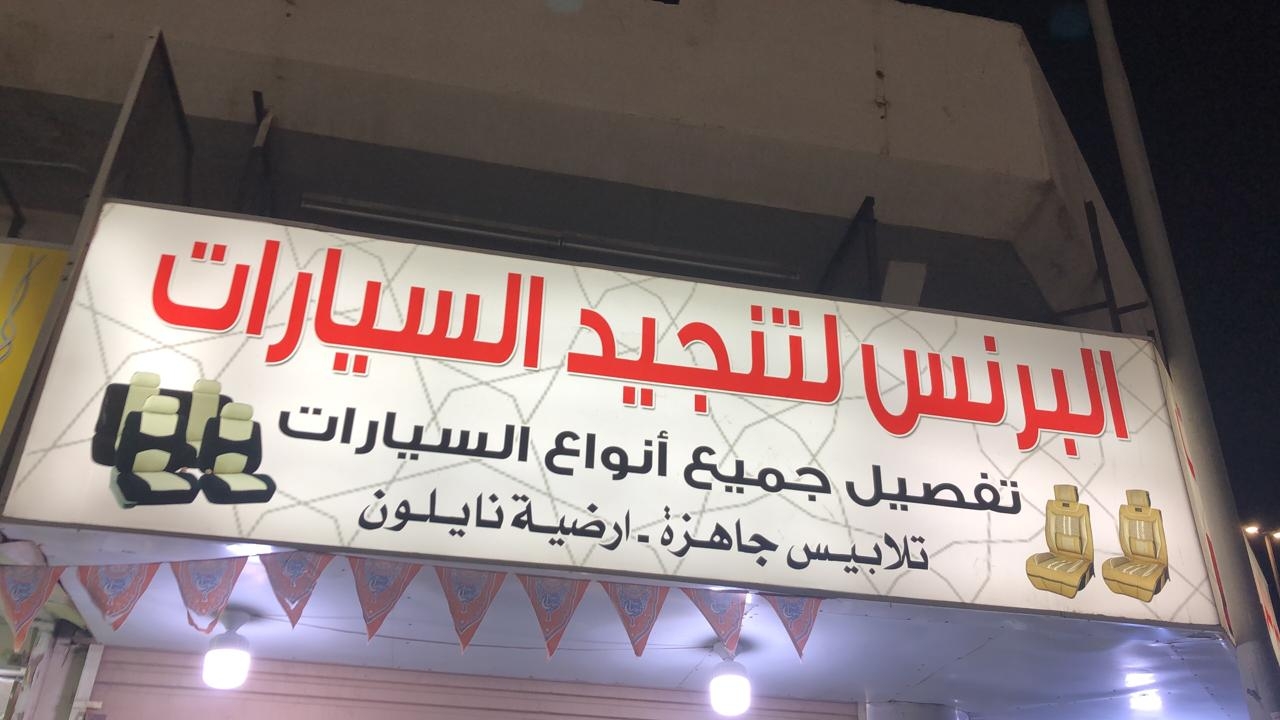 البرنس لتنجيد السيارات
تفصيل جميع أنواع السيارات
تلابيس جاهزة - ارضية نايلون